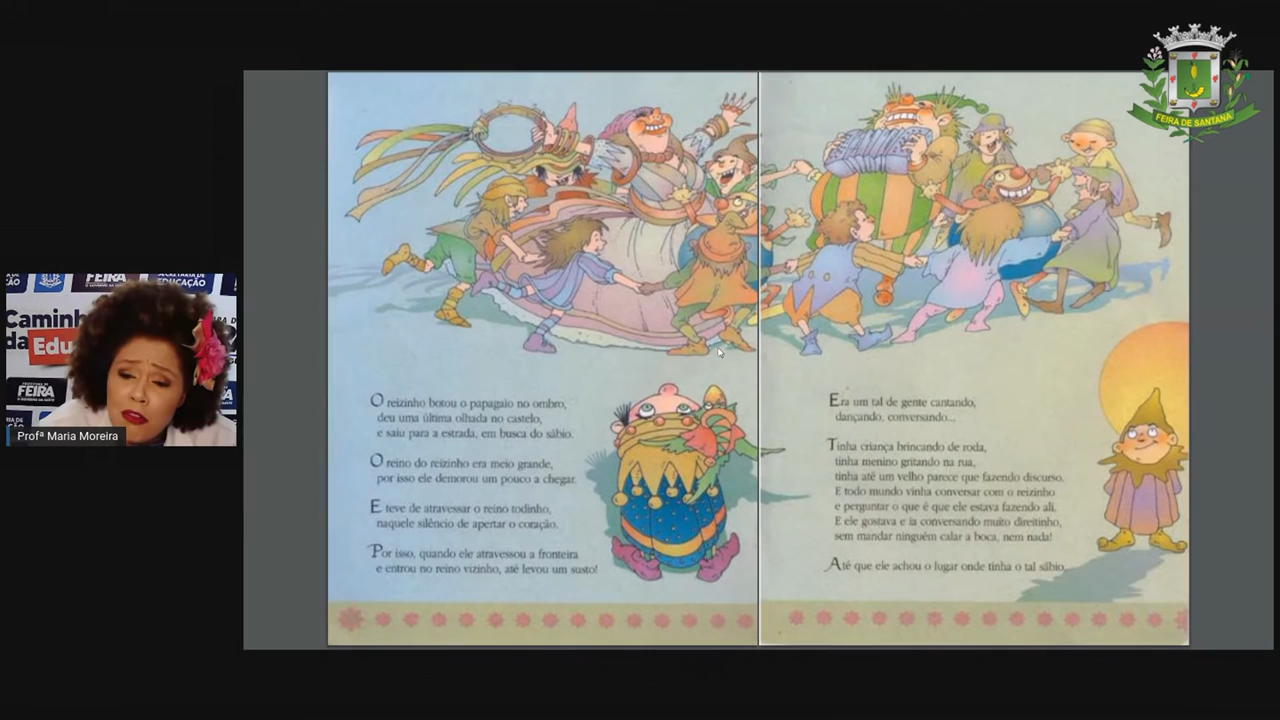 FEIRA DE SANTANA
O reizinho botou o papagaio no ombro,
deu uma última olhada no castelo,
e saiu para a estrada, em busca do sábio.
O reino do reizinho era meio grande,
por isso ele demorou um pouco a chegar.
E teve de atravessar o reino todinho,
naquele silêncio de apertar o coração.
Por isso, quando ele atravessou a fronteira
e entrou no reino vizinho, até levou um susto!
Era um tal de gente cantando,
dançando, conversando...
Tinha criança brincando de roda,
tinha menino gritando na rua,
tinha até um velho parece que fazendo discurso.
E todo mundo vinha conversar com o reizinho
e perguntar o que é que ele estava fazendo ali.
E ele gostava e ia conversando muito direitinho,
sem mandar ninguém calar a boca, nem nada!
Até que ele achou o lugar onde tinha o tal sábio.
FEIRA
EDUCAÇÃO
Caminh
da
Edu
FEIRA
Profª Maria Moreira